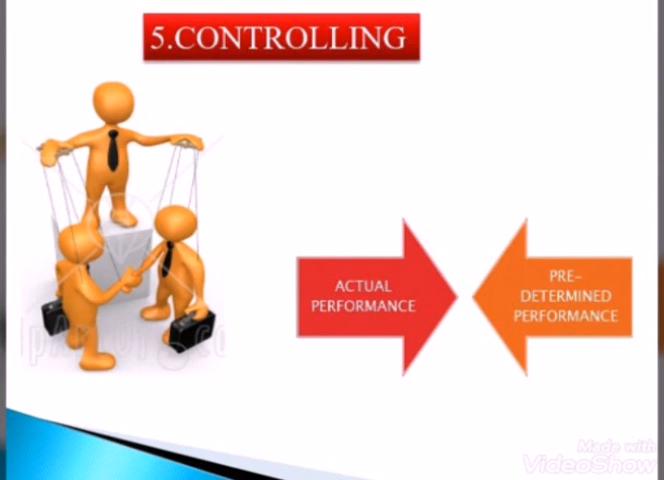 5.CONTROLLING
ACTUAL
PERFORMANCE
PRE-
DETERMINED
PERFORMANCE
Made with
VideoShow